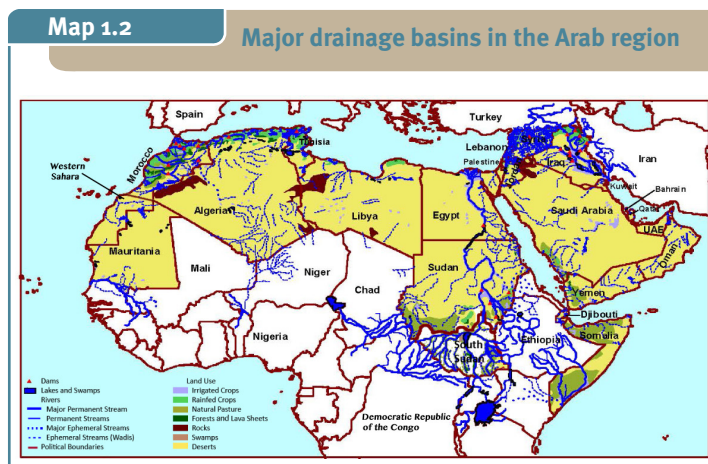 Map 1.2
Major drainage basins in the Arab region
Spain
Turkey
Tunisia
Lebanon
Palestine
Iraq
Iran
Morocco
Western
Sahara
Kuwait
Bahrain
Qatar
Algeria
Libya
Egypt
Saudi Arabia
UAE
Oman
Mauritania
Mali
Niger
Chad
Sudan
Yemen
Djibouti
Nigeria
Ethiopia
Somalia
South
Sudan
Democratic Republic
of the Congo
Dams
Lakes and Swamps
Rivers
Major Permanent Stream
Permanent Streams
Major Ephemeral Streams
Ephemeral Streams (Wadis)
Political Boundaries
Land Use
Irrigated Crops
Rainfed Crops
Natural Pasture
Forests and Lava Sheets
Rocks
Swamps
Deserts